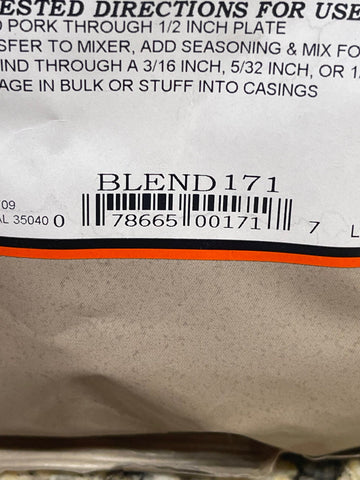 ESTED DIRECTIONS FOR USE
D PORK THROUGH 1/2 INCH PLATE
SFER TO MIXER, ADD SEASONING & MIX FO
IND THROUGH A 3/16 INCH, 5/32 INCH, OR 1/
AGE IN BULK OR STUFF INTO CASINGS
BLEND 171
09
AL 35040
0 78665 00171 7
L